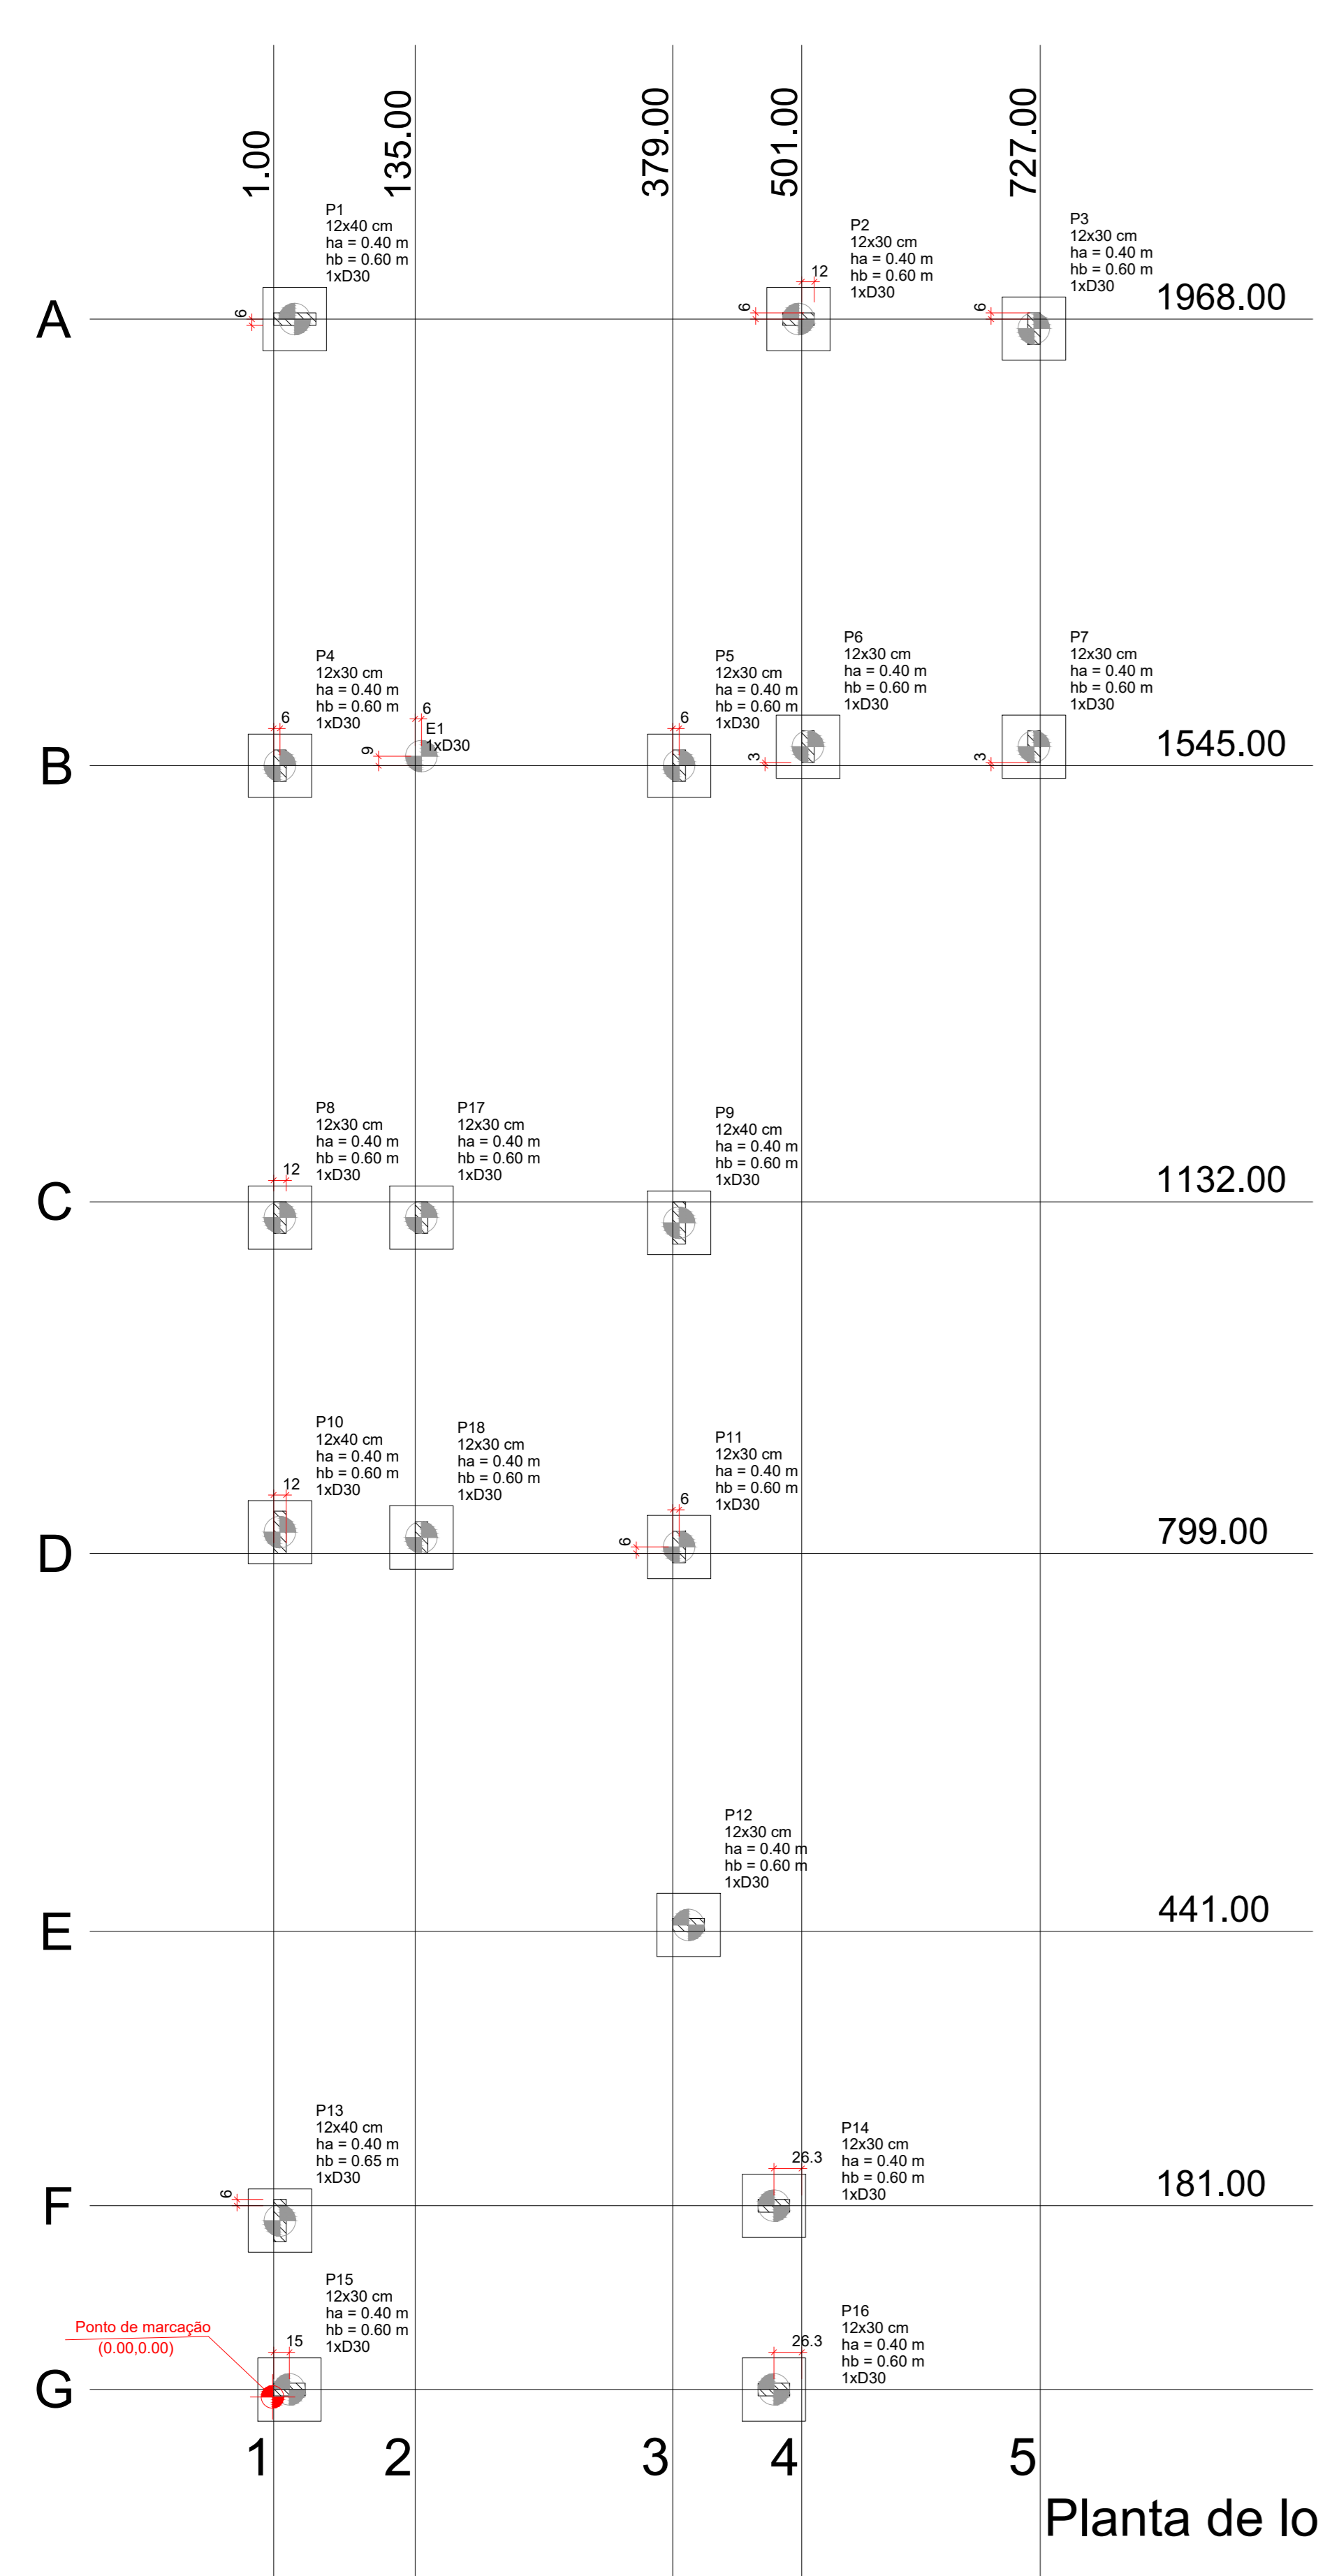 1.00
135.00
379.00
501.00
727.00
P1
12x40 cm
ha = 0.40 m
hb = 0.60 m
1xD30
6
P2
12x30 cm
ha = 0.40 m
hb = 0.60 m
1xD30
12
6
P3
12x30 cm
ha = 0.40 m
hb = 0.60 m
1xD30
6
A
1968.00
P4
12x30 cm
ha = 0.40 m
hb = 0.60 m
1xD30
6
6
E1
1xD30
9
P5
12x30 cm
ha = 0.40 m
hb = 0.60 m
1xD30
6
P6
12x30 cm
ha = 0.40 m
hb = 0.60 m
1xD30
3
P7
12x30 cm
ha = 0.40 m
hb = 0.60 m
1xD30
3
B
1545.00
P8
12x30 cm
ha = 0.40 m
hb = 0.60 m
1xD30
12
P17
12x30 cm
ha = 0.40 m
hb = 0.60 m
1xD30
P9
12x40 cm
ha = 0.40 m
hb = 0.60 m
1xD30
C
1132.00
P10
12x40 cm
ha = 0.40 m
hb = 0.60 m
1xD30
12
P18
12x30 cm
ha = 0.40 m
hb = 0.60 m
1xD30
P11
12x30 cm
ha = 0.40 m
hb = 0.60 m
1xD30
6
6
D
799.00
P12
12x30 cm
ha = 0.40 m
hb = 0.60 m
1xD30
E
441.00
P13
12x40 cm
ha = 0.40 m
hb = 0.65 m
1xD30
6
P14
12x30 cm
ha = 0.40 m
hb = 0.60 m
1xD30
26.3
F
181.00
P15
12x30 cm
ha = 0.40 m
hb = 0.60 m
1xD30
15
Ponto de marcação
(0.00,0.00)
P16
12x30 cm
ha = 0.40 m
hb = 0.60 m
1xD30
26.3
G
1
2
3
4
5
Planta de lo